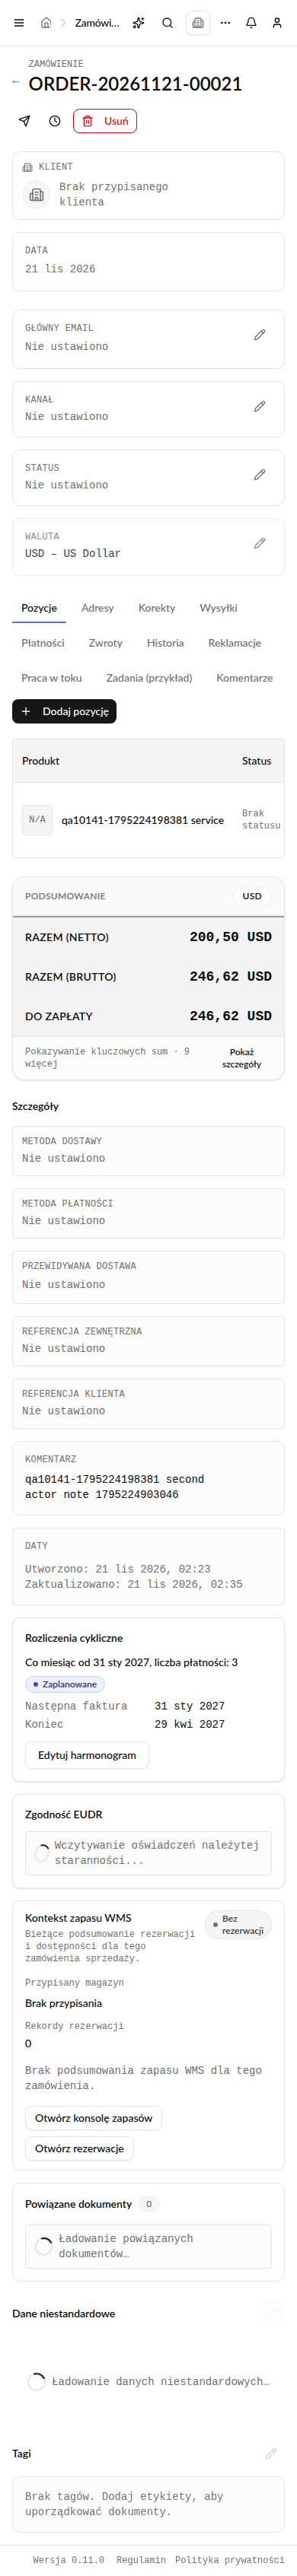 Zamówi...
ZAMÓWIENIE
← ORDER-20261121-00021
Usuń
KLIENT
Brak przypisanego
klienta
DATA
21 lis 2026
GŁÓWNY EMAIL
Nie ustawiono
KANAŁ
Nie ustawiono
STATUS
Nie ustawiono
WALUTA
USD – US Dollar
Pozycje Adresy Korekty Wysyłki
Płatności Zwroty Historia Reklamacje
Praca w toku Zadania (przykład) Komentarze
+ Dodaj pozycję
Produkt Status
N/A qa10141-1795224198381 service Brak
statusu
PODSUMOWANIE USD
RAZEM (NETTO) 200,50 USD
RAZEM (BRUTTO) 246,62 USD
DO ZAPŁATY 246,62 USD
Pokazywanie kluczowych sum · 9
więcej
Pokaż
szczegóły
Szczegóły
METODA DOSTAWY
Nie ustawiono
METODA PŁATNOŚCI
Nie ustawiono
PRZEWIDYWANA DOSTAWA
Nie ustawiono
REFERENCJA ZEWNĘTRZNA
Nie ustawiono
REFERENCJA KLIENTA
Nie ustawiono
KOMENTARZ
qa10141-1795224198381 second
actor note 1795224903046
DATY
Utworzono: 21 lis 2026, 02:23
Zaktualizowano: 21 lis 2026, 02:35
Rozliczenia cykliczne
Co miesiąc od 31 sty 2027, liczba płatności: 3
Zaplanowane
Następna faktura 31 sty 2027
Koniec 29 kwi 2027
Edytuj harmonogram
Zgodność EUDR
Wczytywanie oświadczeń należytej
staranności...
Kontekst zapasu WMS
Bieżące podsumowanie rezerwacji
i dostępności dla tego
zamówienia sprzedaży.
Bez
rezerwacji
Przypisany magazyn
Brak przypisania
Rekordy rezerwacji
0
Brak podsumowania zapasu WMS dla tego
zamówienia.
Otwórz konsolę zapasów
Otwórz rezerwacje
Powiązane dokumenty 0
Ładowanie powiązanych
dokumentów…
Dane niestandardowe
Ładowanie danych niestandardowych…
Tagi
Brak tagów. Dodaj etykiety, aby
uporządkować dokumenty.
Wersja 0.11.0 Regulamin Polityka prywatności